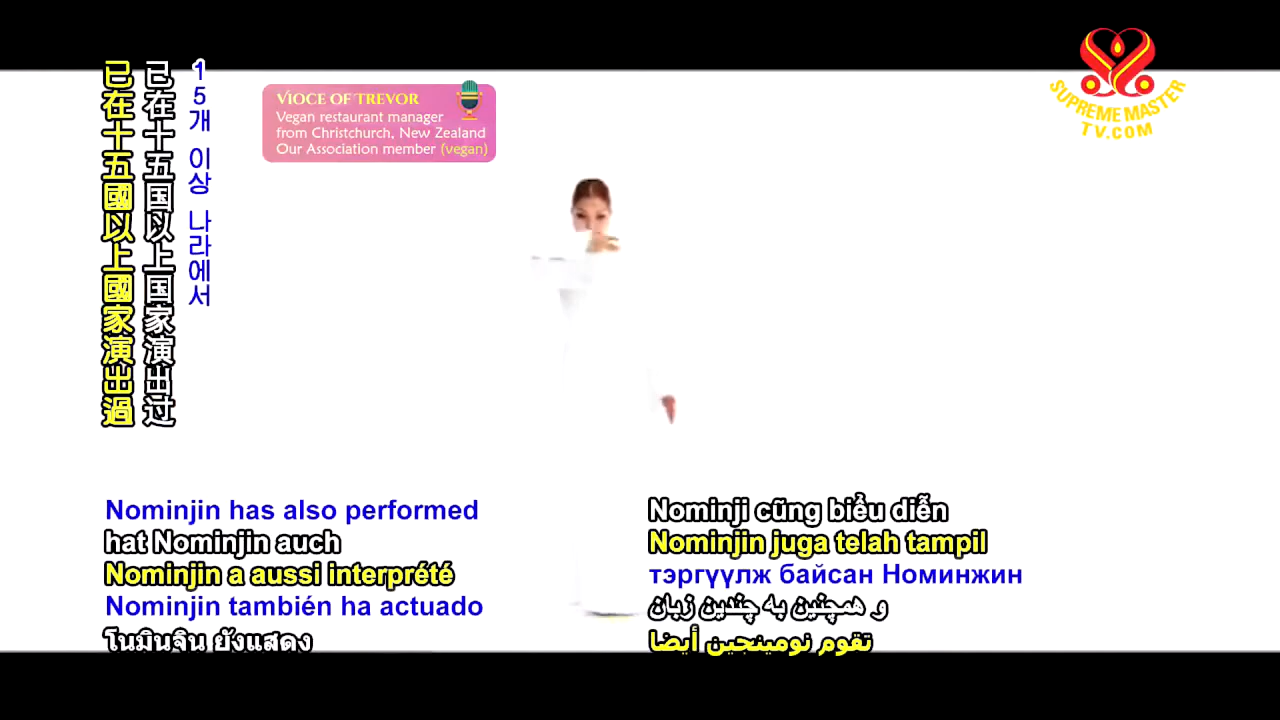 已在十五國以上國家演出過
已在十五国以上国家演出过
15개 이상 나라에서
VIOCE OF TREVOR
Vegan restaurant manager
from Christchurch, New Zealand
Our Association member (vegan)
SUPREME MASTER
TV.COM
Nominjin has also performed
hat Nominjin auch
Nominjin a aussi interprété
Nominjin también ha actuado
โนมินจิน ยังแสดง
Nominji cũng biểu diễn
Nominjin juga telah tampil
тэргүүлж байсан Номинжин
و همچنین به چندین زبان
تقوم نومينجين أيضا